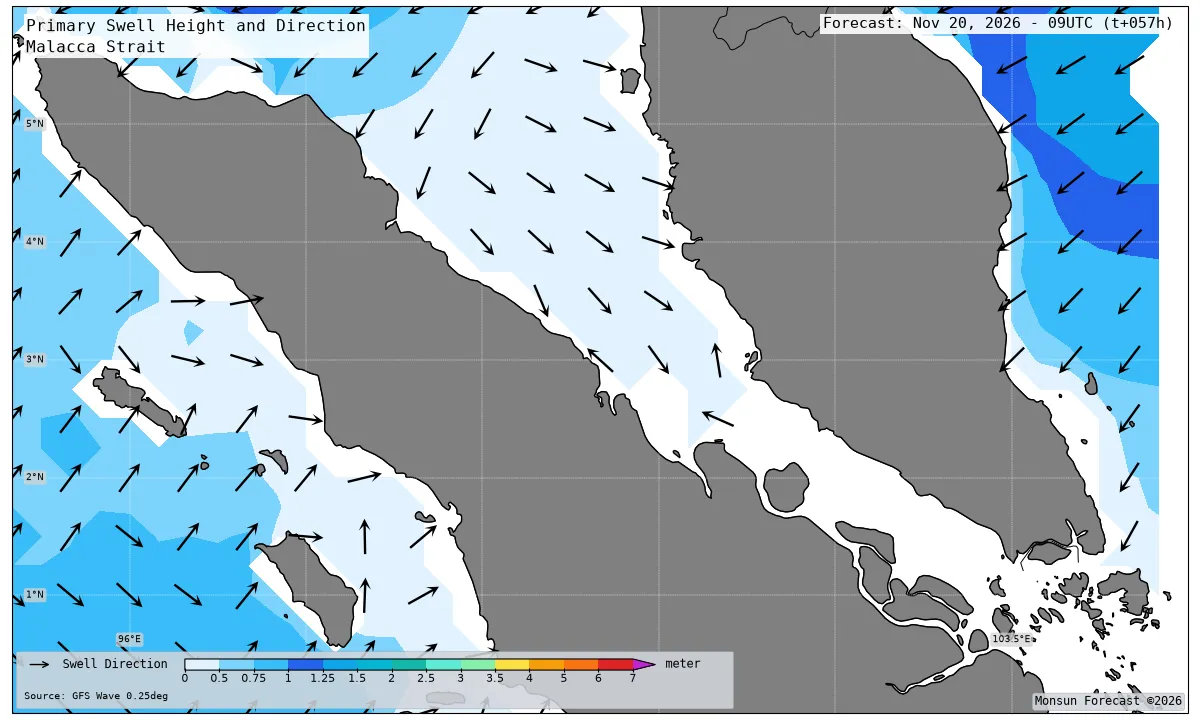 Primary Swell Height and Direction
Malacca Strait
Forecast: Nov 20, 2026 - 09UTC (t+057h)
5°N
4°N
3°N
2°N
1°N
96°E
103.5°E
Swell Direction
meter
0 0.5 0.75 1 1.25 1.5 2 2.5 3 3.5 4 5 6 7
Source: GFS Wave 0.25deg
Monsun Forecast ©2026